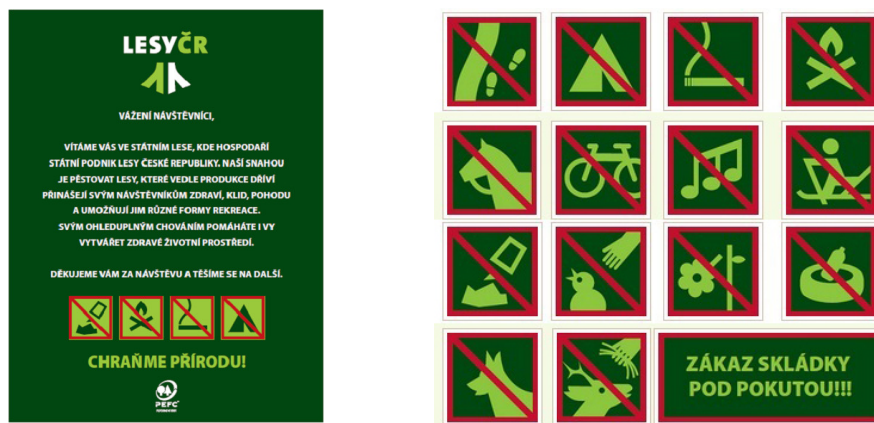 LESYČR
VÁŽENÍ NÁVŠTĚVNÍCI,
VÍTÁME VÁS VE STÁTNÍM LESE, KDE HOSPODAŘÍ
STÁTNÍ PODNIK LESY ČESKÉ REPUBLIKY. NAŠÍ SNAHOU
JE PĚSTOVAT LESY, KTERÉ VEDLE PRODUKCE DŘÍVÍ
PŘINÁŠEJÍ SVÝM NÁVŠTĚVNÍKŮM ZDRAVÍ, KLID, POHODU
A UMOŽŇUJÍ JIM RŮZNÉ FORMY REKREACE.
SVÝM OHLEDUPLNÝM CHOVÁNÍM POMÁHÁTE I VY
VYTVÁŘET ZDRAVÉ ŽIVOTNÍ PROSTŘEDÍ.
DĚKUJEME VÁM ZA NÁVŠTĚVU A TĚŠÍME SE NA DALŠÍ.
CHRAŇME PŘÍRODU!
PEFC
ZÁKAZ SKLÁDKY
POD POKUTOU!!!